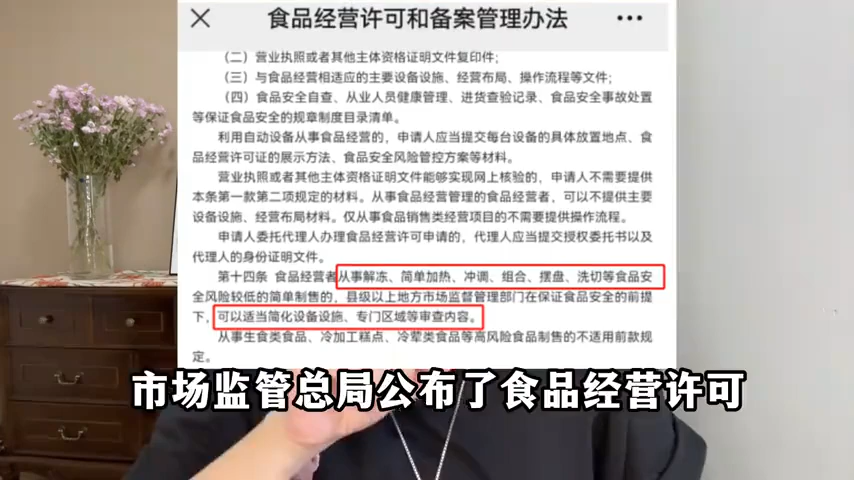 食品经营许可和备案管理办法
（二）营业执照或者其他主体资格证明文件复印件；
（三）与食品经营相适应的主要设备设施、经营布局、操作流程等文件；
（四）食品安全自查、从业人员健康管理、进货查验记录、食品安全事故处置
等保证食品安全的规章制度目录清单。
利用自动设备从事食品经营的，申请人应当提交每台设备的具体放置地点、食
品经营许可证的展示方法、食品安全风险管控方案等材料。
营业执照或者其他主体资格证明文件能够实现网上核验的，申请人不需要提供
本条第一款第二项规定的材料。从事食品经营管理的食品经营者，可以不提供主要
设备设施、经营布局材料。仅从事食品销售类经营项目的不需要提供操作流程。
申请人委托代理人办理食品经营许可申请的，代理人应当提交授权委托书以及
代理人的身份证明文件。
第十四条 食品经营者从事解冻、简单加热、冲调、组合、摆盘、洗切等食品安
全风险较低的简单制售的，县级以上地方市场监督管理部门在保证食品安全的前提
下，可以适当简化设备设施、专门区域等审查内容。
从事生食类食品、冷加工糕点、冷荤类食品等高风险食品制售的不适用前款规
定。
市场监管总局公布了食品经营许可